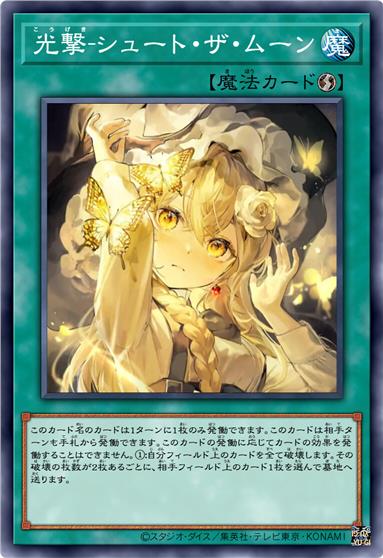 光撃-シュート・ザ・ムーン 魔
【魔法カード】
このカード名のカードは1ターンに1枚のみ発動できます。このカードは相手ター
ンも手札から発動できます。このカードの発動に応じてカードの効果を発
動することはできません。①:自分フィールド上のカードを全て破壊します。その
破壊の枚数が2枚あるごとに、相手フィールド上のカード1枚を選んで墓地へ
送ります。
©スタジオ・ダイス/集英社・テレビ東京・KONAMI